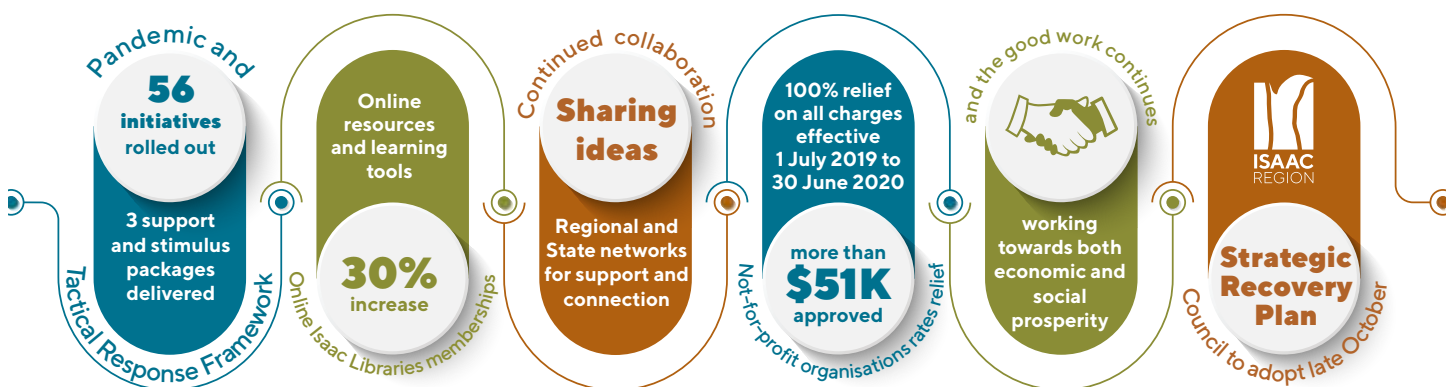 Pandemic and
56
initiatives
rolled out
3 support
and stimulus
packages
delivered
Tactical Response Framework
Online
resources
and learning
tools
30%
increase
Online Isaac Libraries memberships
Continued collaboration
Sharing
ideas
Regional and
State networks
for support and
connection
100% relief
on all charges
effective
1 July 2019 to
30 June 2020
more than
$51K
approved
Not-for-profit organisations rates relief
and the good work continues
working
towards both
economic and
social
prosperity
ISAAC
REGION
Strategic
Recovery
Plan
Council to adopt late October